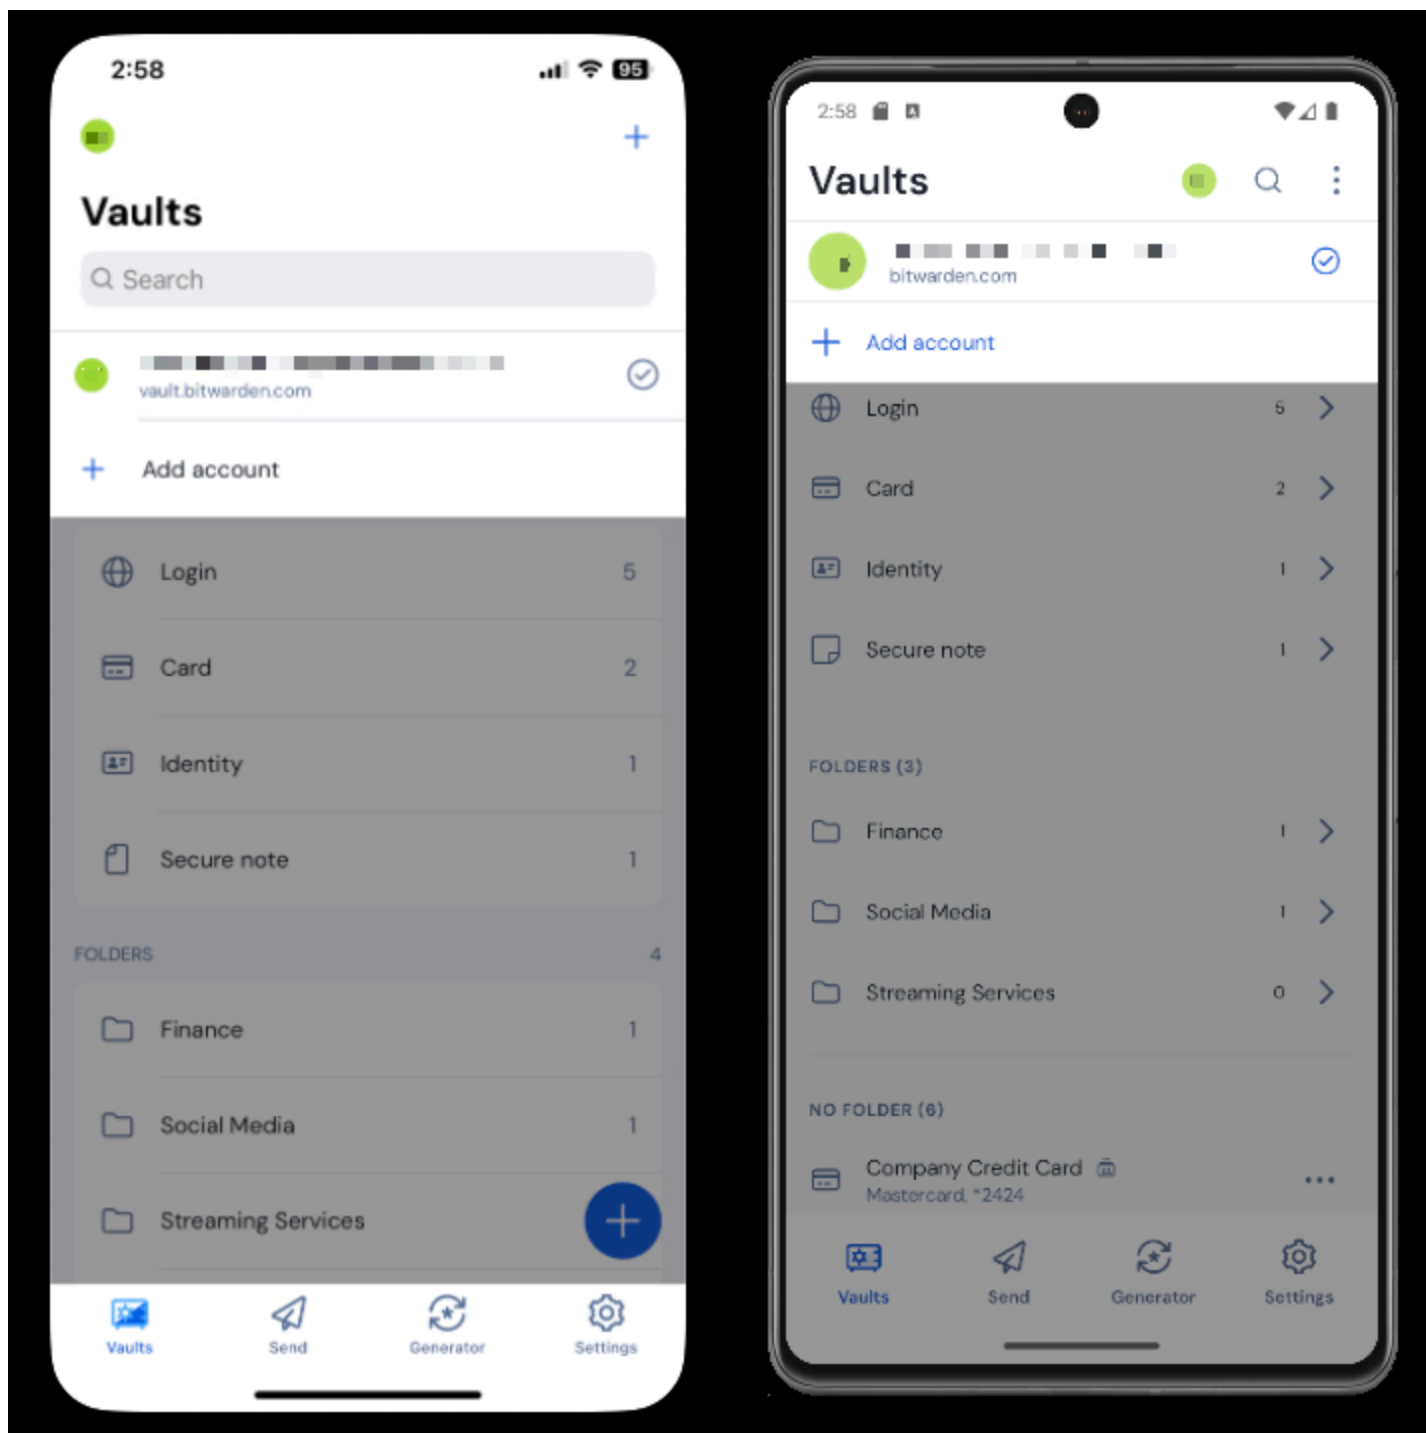 2:58
95
Vaults
Search
vault.bitwarden.com
Add account
Login 5
Card 2
Identity 1
Secure note 1
FOLDERS 4
Finance 1
Social Media 1
Streaming Services
Vaults Send Generator Settings
2:58
Vaults
bitwarden.com
Add account
Login 5
Card 2
Identity 1
Secure note 1
FOLDERS (3)
Finance 1
Social Media 1
Streaming Services 0
NO FOLDER (6)
Company Credit Card
Mastercard, *2424
Vaults Send Generator Settings